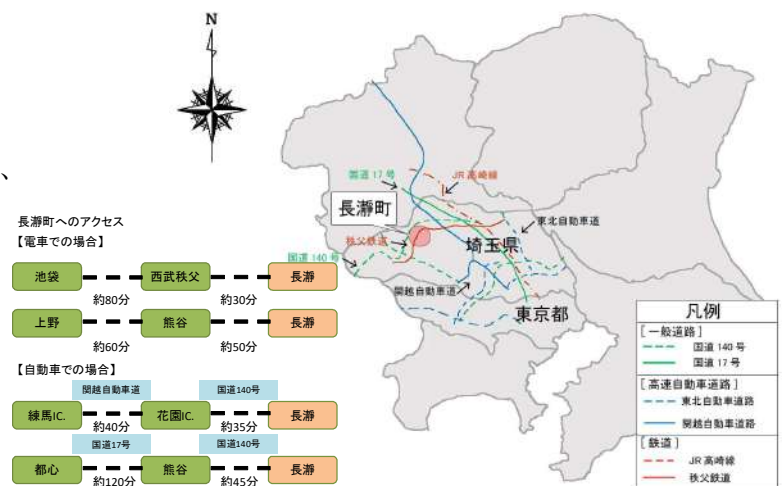 N
、
国道17号
JR高崎線
長瀞町
東北自動車道
秩父鉄道
埼玉県
国道140号
関越自動車道
東京都
長瀞町へのアクセス
【電車での場合】
池袋 西武秩父 長瀞
約80分 約30分
上野 熊谷 長瀞
約60分 約50分
【自動車での場合】
関越自動車道 国道140号
練馬IC. 花園IC. 長瀞
約40分 約35分
国道17号 国道140号
都心 熊谷 長瀞
約120分 約45分
凡例
[一般道路]
国道140号
国道17号
[高速自動車道路]
東北自動車道路
関越自動車道路
[鉄道]
JR高崎線
秩父鉄道